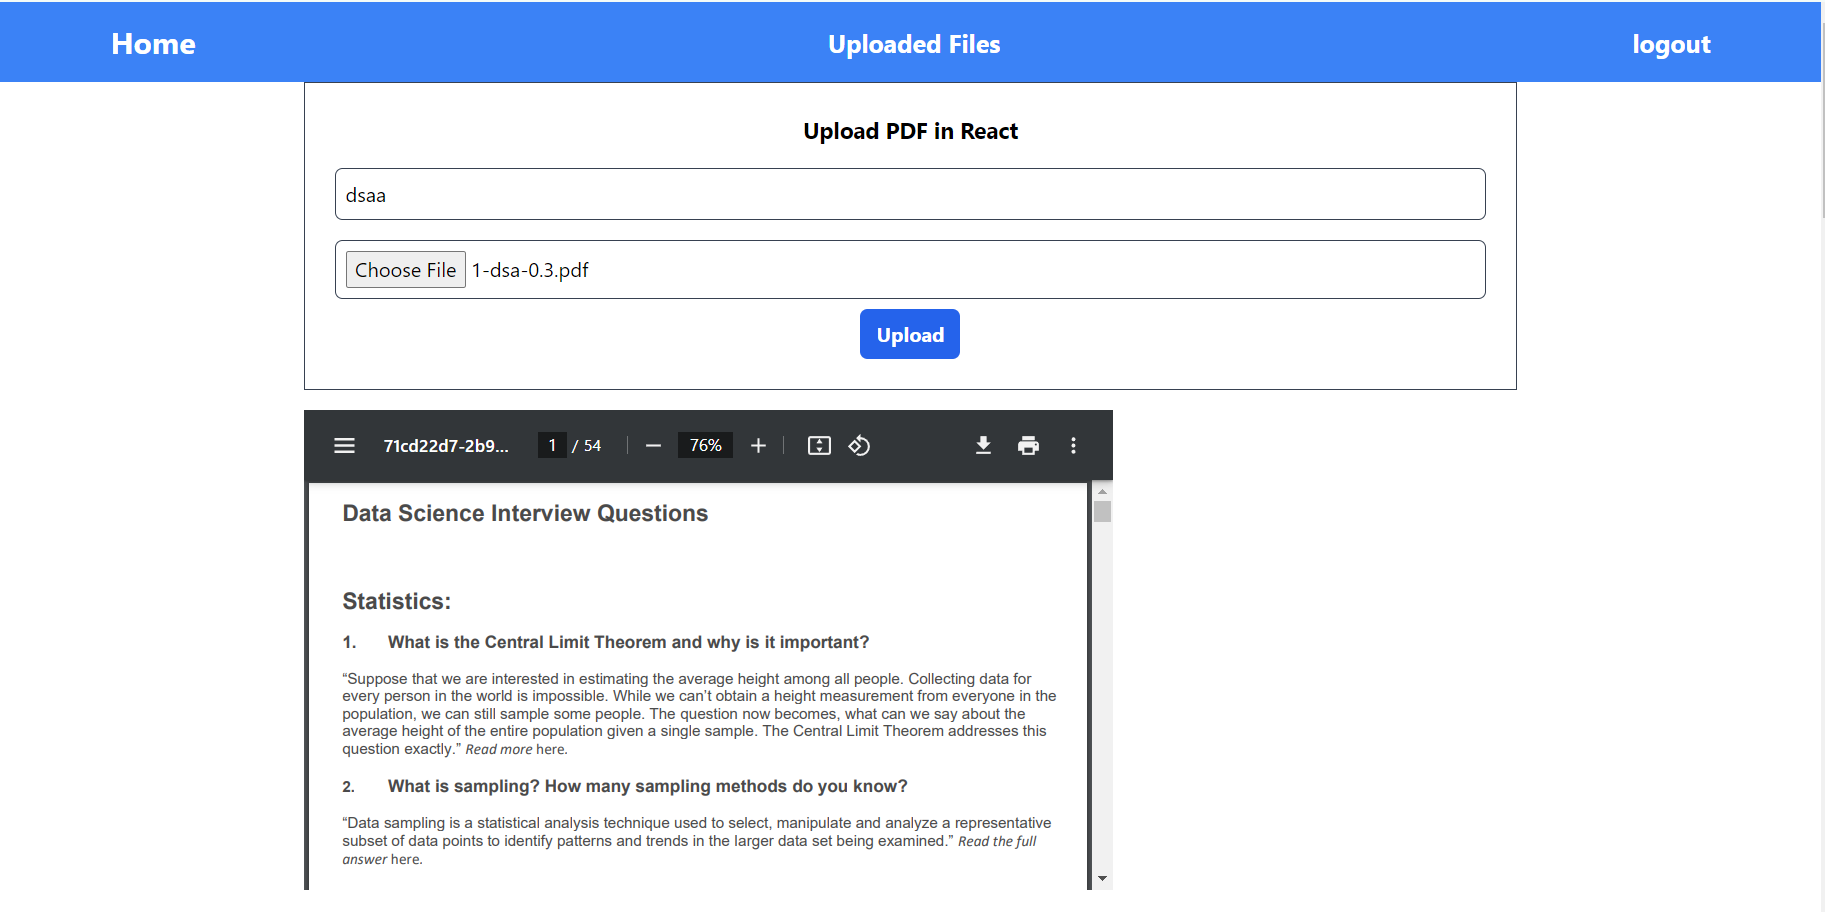 Home Uploaded Files logout
Upload PDF in React
dsaa
Choose File 1-dsa-0.3.pdf
Upload
71cd22d7-2b9... 1 / 54 76%
Data Science Interview Questions
Statistics:
1. What is the Central Limit Theorem and why is it important?
“Suppose that we are interested in estimating the average height among all people. Collecting data for
every person in the world is impossible. While we can’t obtain a height measurement from everyone in the
population, we can still sample some people. The question now becomes, what can we say about the
average height of the entire population given a single sample. The Central Limit Theorem addresses this
question exactly.” Read more here.
2. What is sampling? How many sampling methods do you know?
“Data sampling is a statistical analysis technique used to select, manipulate and analyze a representative
subset of data points to identify patterns and trends in the larger data set being examined.” Read the full
answer here.